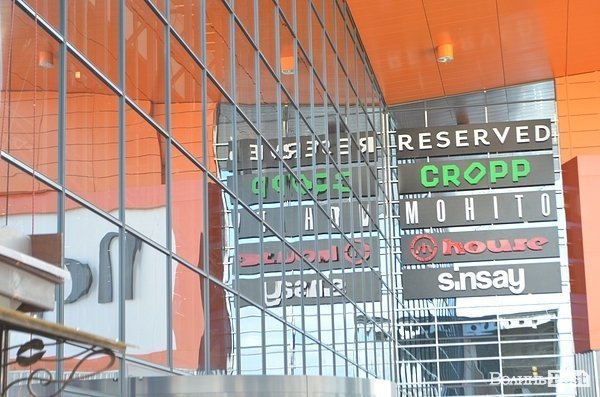 RESERVED
CROPP
MOHITO
house
sinsay
ВолиньPost